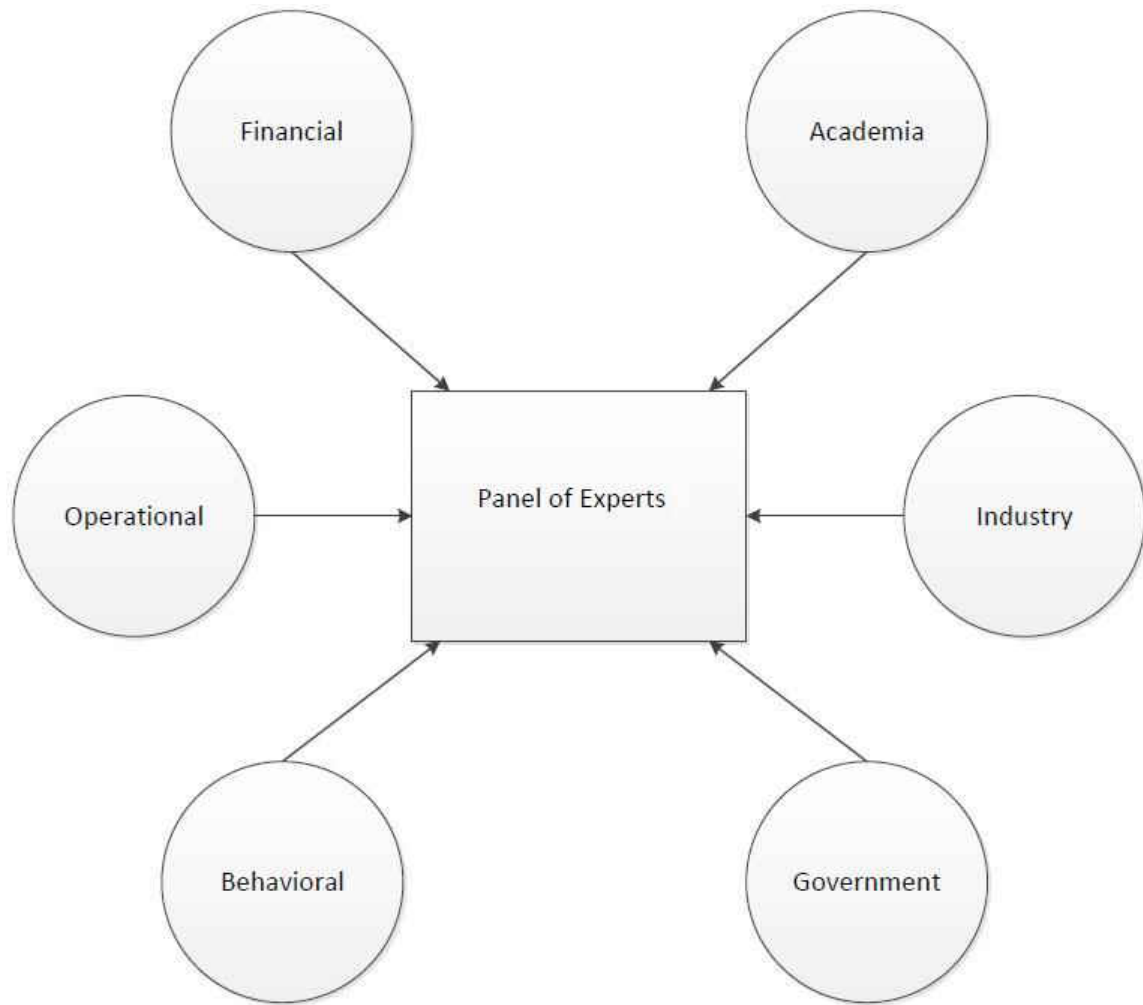 Financial
Academia
Operational
Panel of Experts
Industry
Behavioral
Government